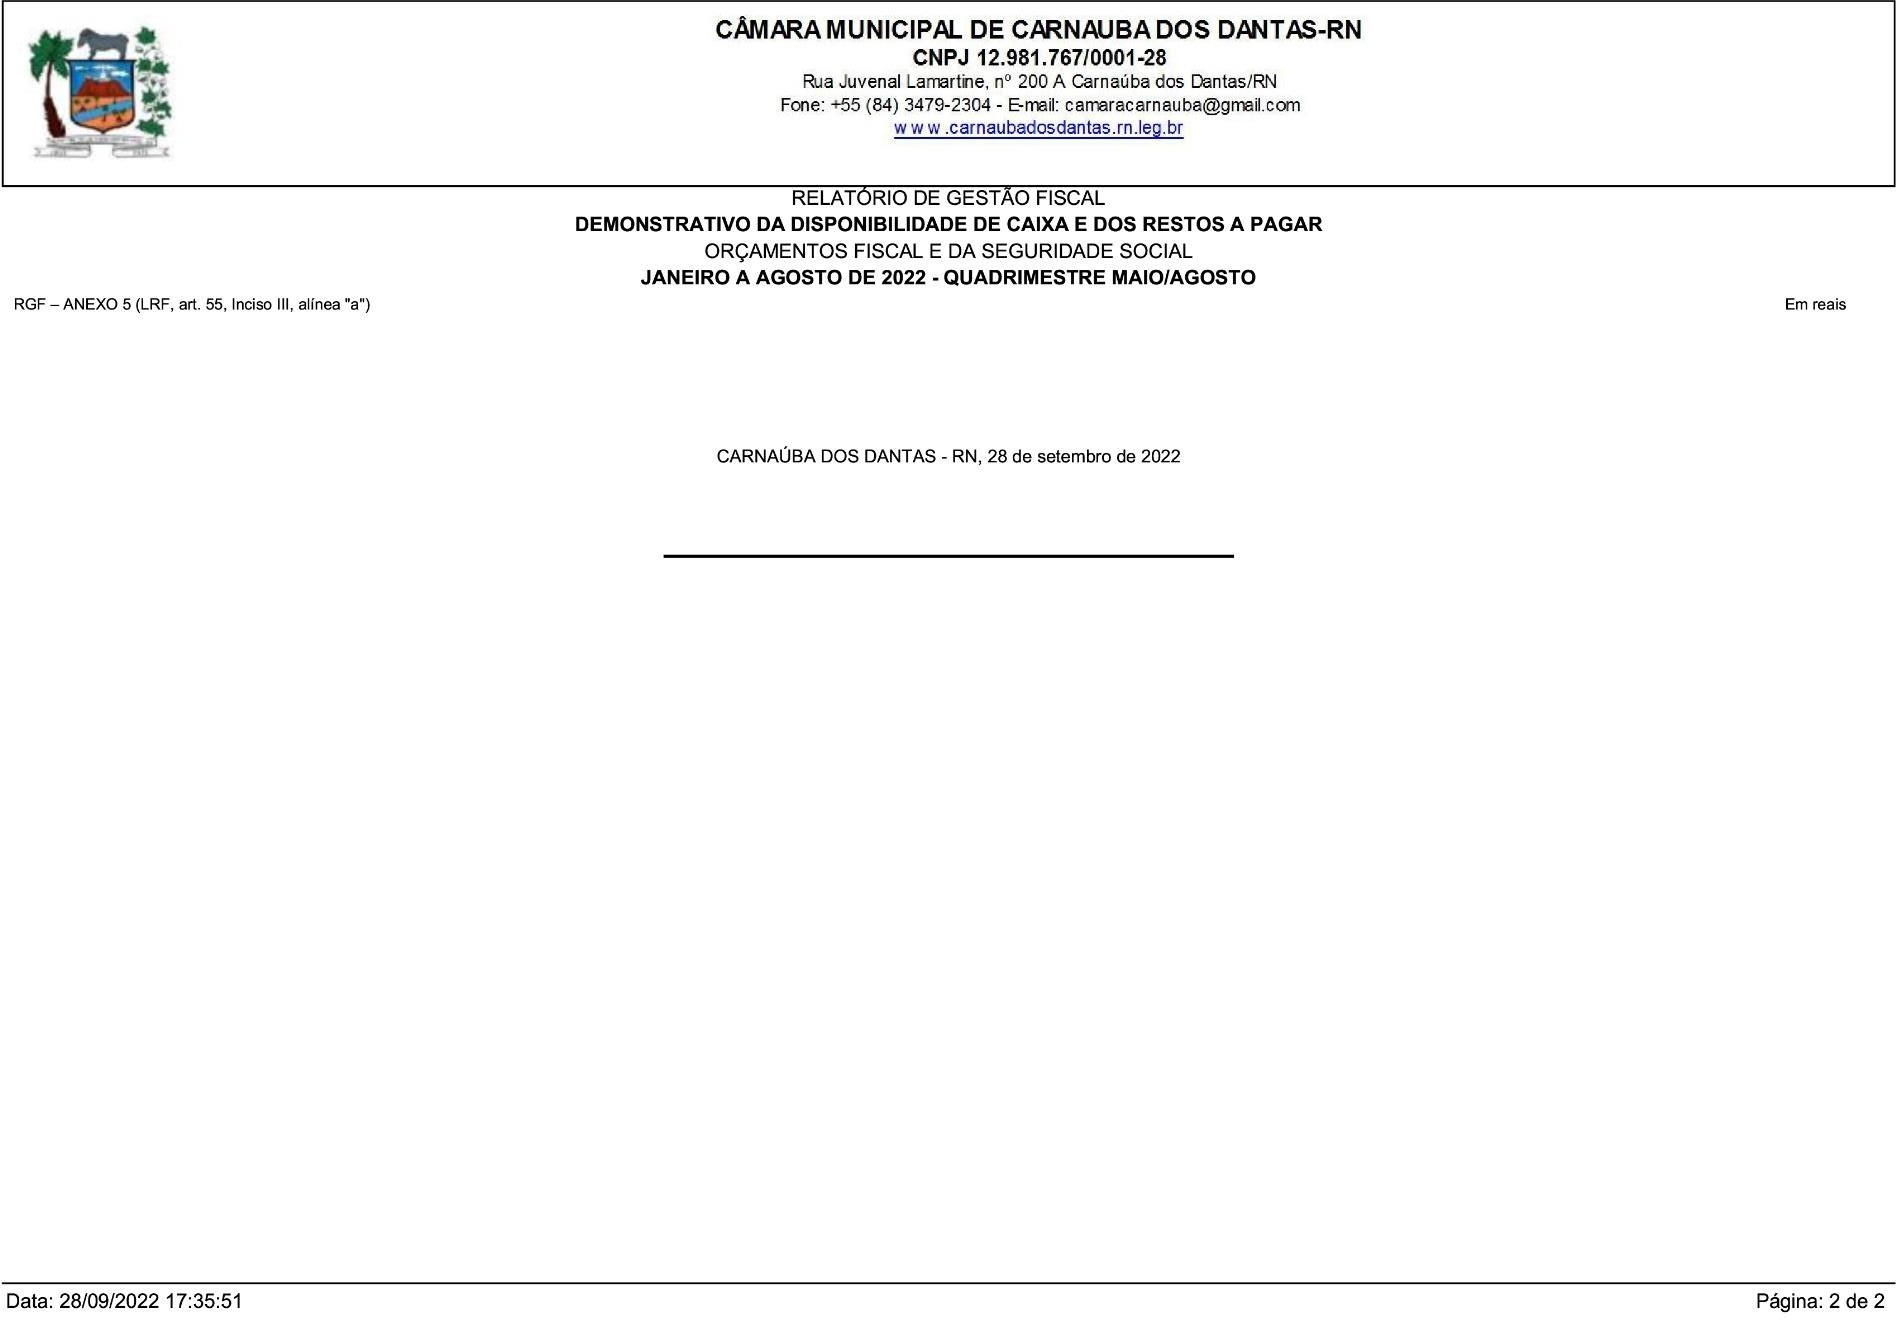 CÂMARA MUNICIPAL DE CARNAUBA DOS DANTAS-RN
CNPJ 12.981.767/0001-28
Rua Juvenal Lamartine, nº 200 A Carnaúba dos Dantas/RN
Fone: +55 (84) 3479-2304 - E-mail: camaracarnauba@gmail.com
www.carnaubadosdantas.rn.leg.br
RELATÓRIO DE GESTÃO FISCAL
DEMONSTRATIVO DA DISPONIBILIDADE DE CAIXA E DOS RESTOS A PAGAR
ORÇAMENTOS FISCAL E DA SEGURIDADE SOCIAL
JANEIRO A AGOSTO DE 2022 - QUADRIMESTRE MAIO/AGOSTO
RGF – ANEXO 5 (LRF, art. 55, Inciso III, alínea "a") Em reais
CARNAÚBA DOS DANTAS - RN, 28 de setembro de 2022
Data: 28/09/2022 17:35:51 Página: 2 de 2